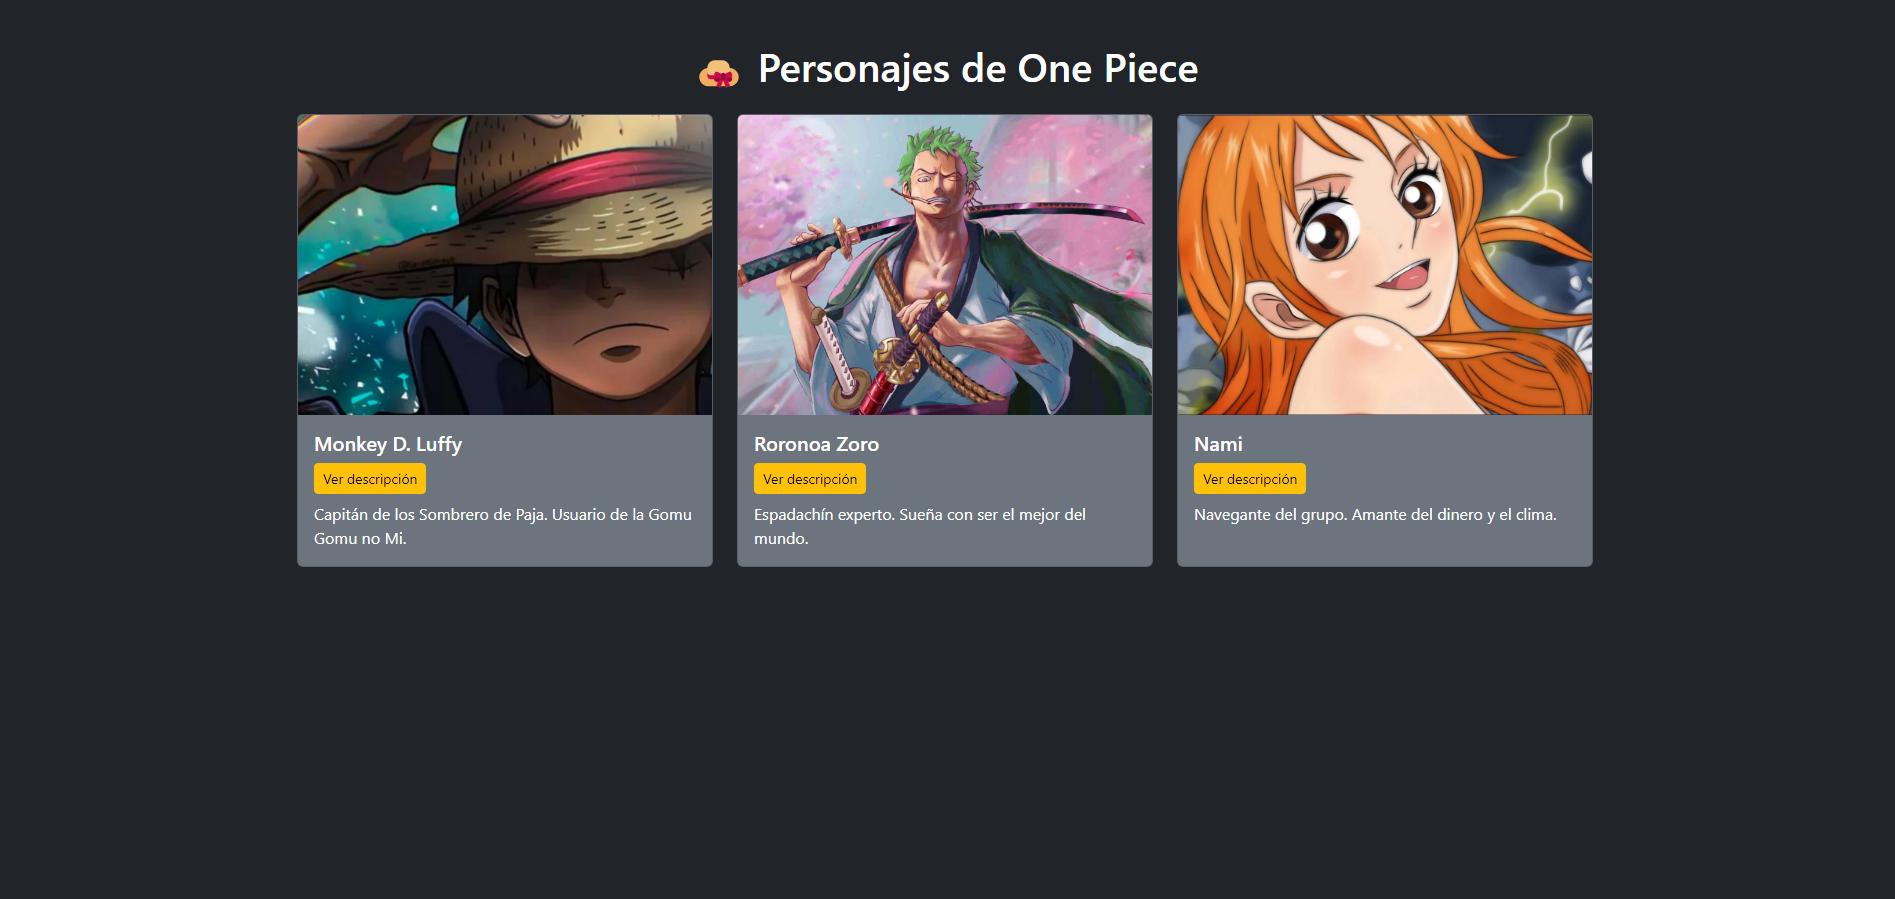 Personajes de One Piece
Monkey D. Luffy
Ver descripción
Capitán de los Sombrero de Paja. Usuario de la Gomu
Gomu no Mi.
Roronoa Zoro
Ver descripción
Espadachín experto. Sueña con ser el mejor del
mundo.
Nami
Ver descripción
Navegante del grupo. Amante del dinero y el clima.